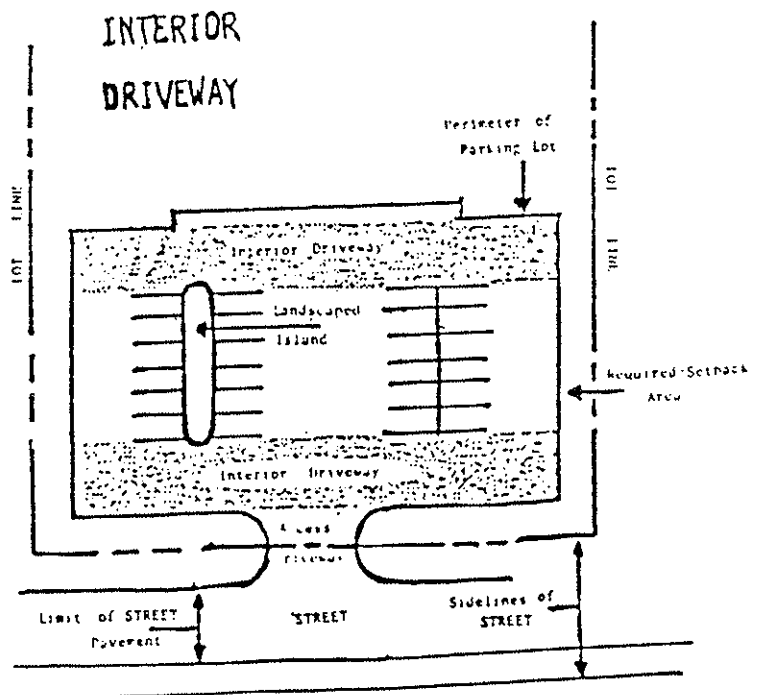 INTERIOR
DRIVEWAY
Perimeter of
Parking Lot
LOT LINE
LOT LINE
Interior Driveway
Landscaped
Island
Required Setback
Area
Interior Driveway
Limit of STREET
Pavement
STREET
Sidelines of
STREET